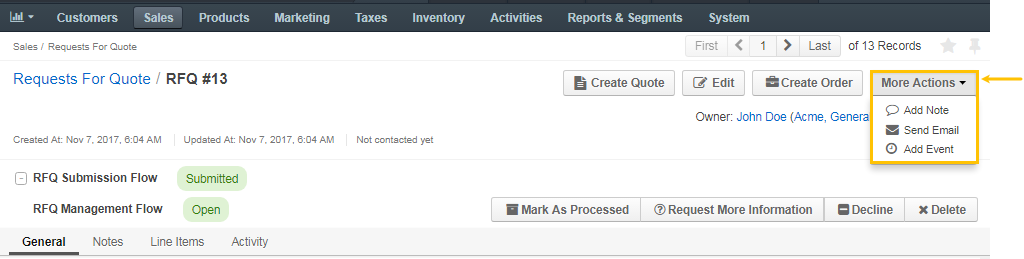 Customers Sales Products Marketing Taxes Inventory Activities Reports & Segments System
Sales / Requests For Quote First 1 Last of 13 Records
Requests For Quote / RFQ #13 Create Quote Edit Create Order More Actions
Add Note
Owner: John Doe (Acme, Genera
Send Email
Created At: Nov 7, 2017, 6:04 AM Updated At: Nov 7, 2017, 6:04 AM Not contacted yet
Add Event
RFQ Submission Flow Submitted
RFQ Management Flow Open Mark As Processed Request More Information Decline Delete
General Notes Line Items Activity